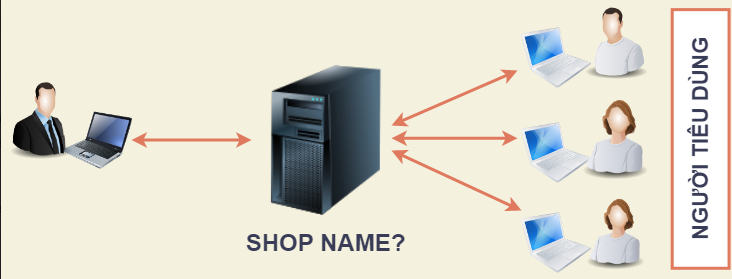 SHOP NAME?
NGƯỜI TIÊU DÙNG